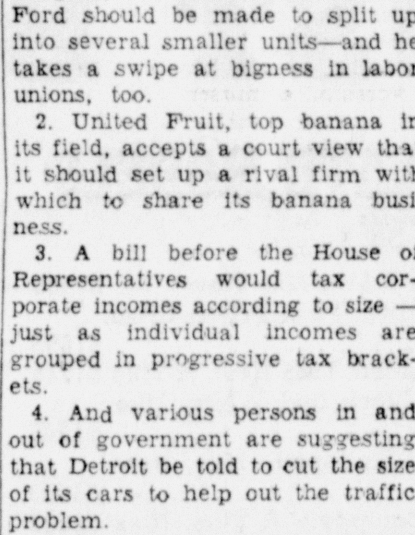 Ford should be made to split up
into several smaller units—and he
takes a swipe at bigness in labor
unions, too.
2. United Fruit, top banana in
its field, accepts a court view tha
it should set up a rival firm with
which to share its banana busi
ness.
3. A bill before the House of
Representatives would tax cor-
porate incomes according to size —
just as individual incomes are
grouped in progressive tax brack-
ets.
4. And various persons in and
out of government are suggesting
that Detroit be told to cut the size
of its cars to help out the traffic
problem.